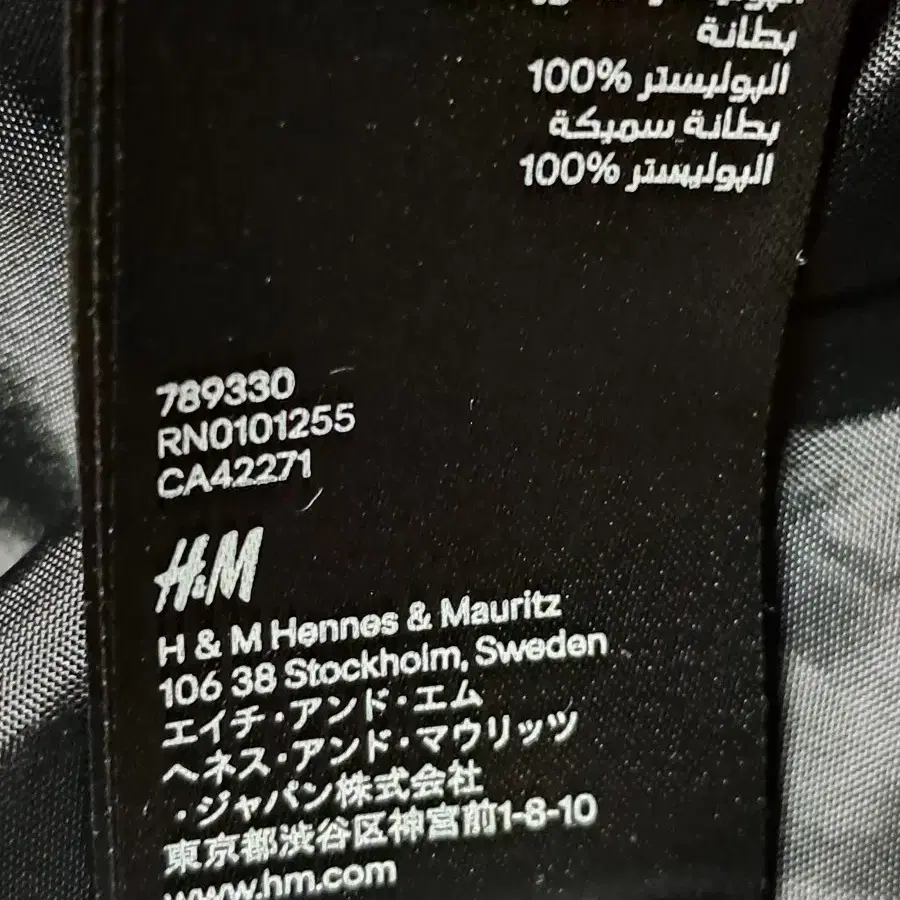 بطانة
البوليستر 100%
بطانة سميكة
البوليستر 100%
789330
RN0101255
CA42271
H&M
H & M Hennes & Mauritz
106 38 Stockholm, Sweden
エイチ・アンド・エム
ヘネス・アンド・マウリッツ
・ジャパン株式会社
東京都渋谷区神宮前1-8-10
www.hm.com